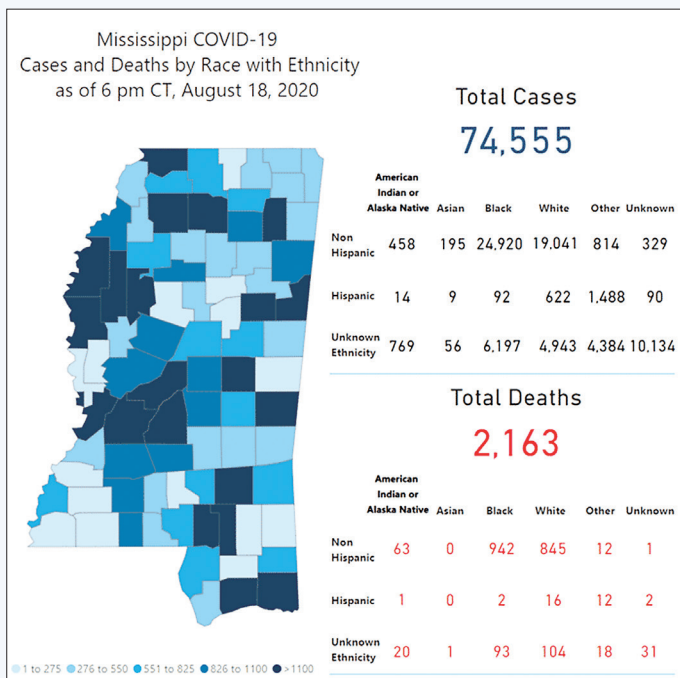 Mississippi COVID-19
Cases and Deaths by Race with Ethnicity
as of 6 pm CT, August 18, 2020
Total Cases
74,555
American
Indian or
Alaska Native Asian Black White Other Unknown
Non
Hispanic 458 195 24,920 19,041 814 329
Hispanic 14 9 92 622 1,488 90
Unknown
Ethnicity 769 56 6,197 4,943 4,384 10,134
Total Deaths
2,163
American
Indian or
Alaska Native Asian Black White Other Unknown
Non
Hispanic 63 0 942 845 12 1
Hispanic 1 0 2 16 12 2
Unknown
Ethnicity 20 1 93 104 18 31
1 to 275 276 to 550 551 to 825 826 to 1100 >1100